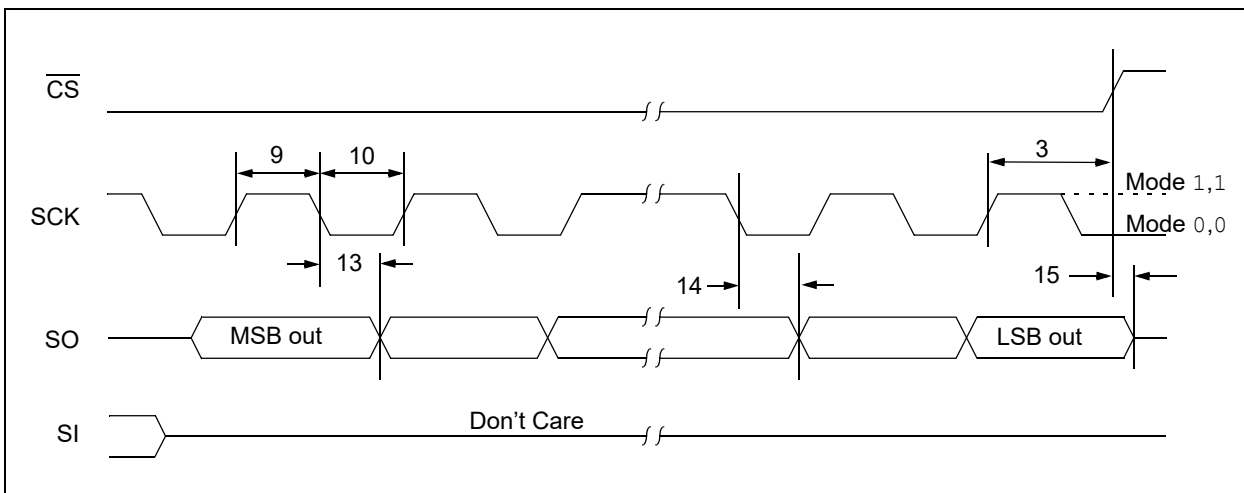 CS
9
10
3
SCK
Mode 1,1
Mode 0,0
13
14
15
SO
MSB out
LSB out
SI
Don't Care